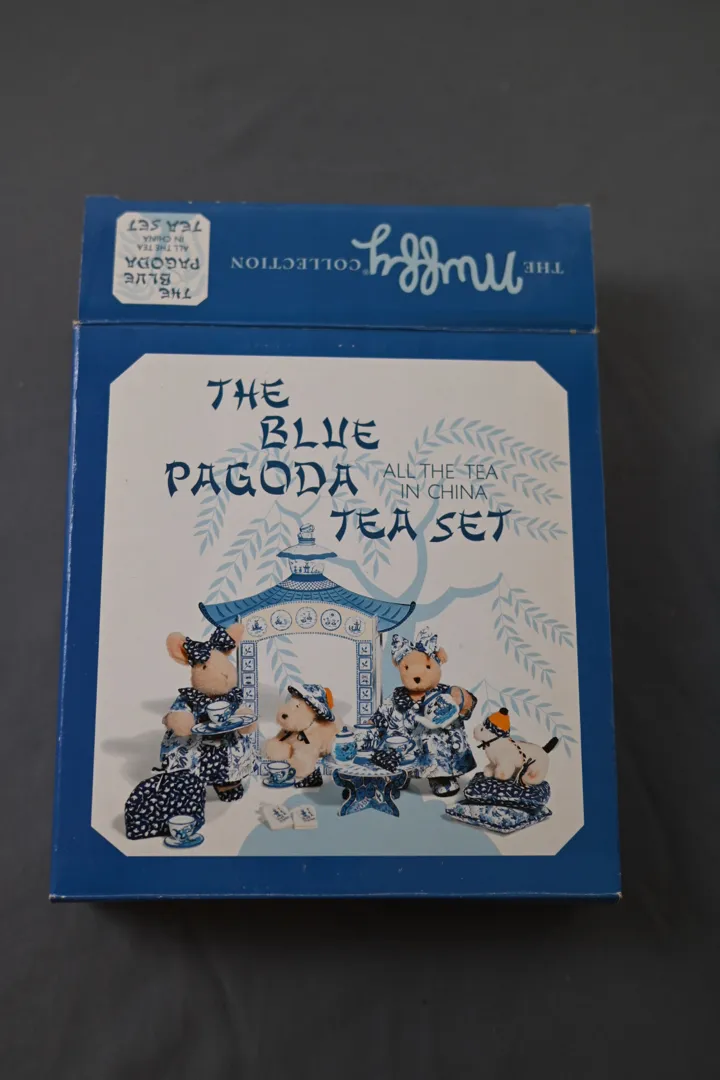 THE Muffy® COLLECTION
THE
BLUE
PAGODA
ALL THE TEA
IN CHINA
TEA SET
THE
BLUE
PAGODA
ALL THE TEA
IN CHINA
TEA SET